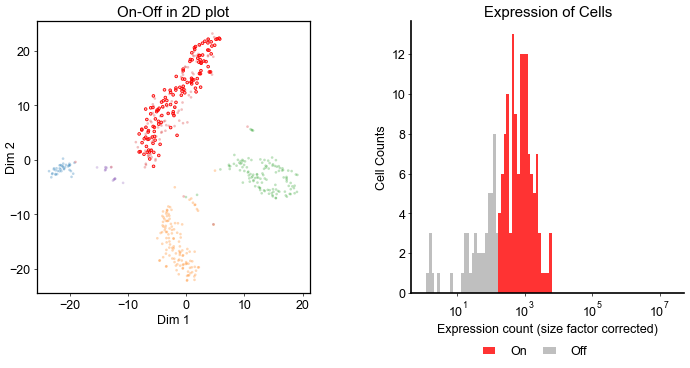 On-Off in 2D plot
Expression of Cells
Dim 2
20
10
0
−10
−20
−20 −10 0 10 20
Dim 1
Cell Counts
12
10
8
6
4
2
0
10^1 10^3 10^5 10^7
Expression count (size factor corrected)
On Off